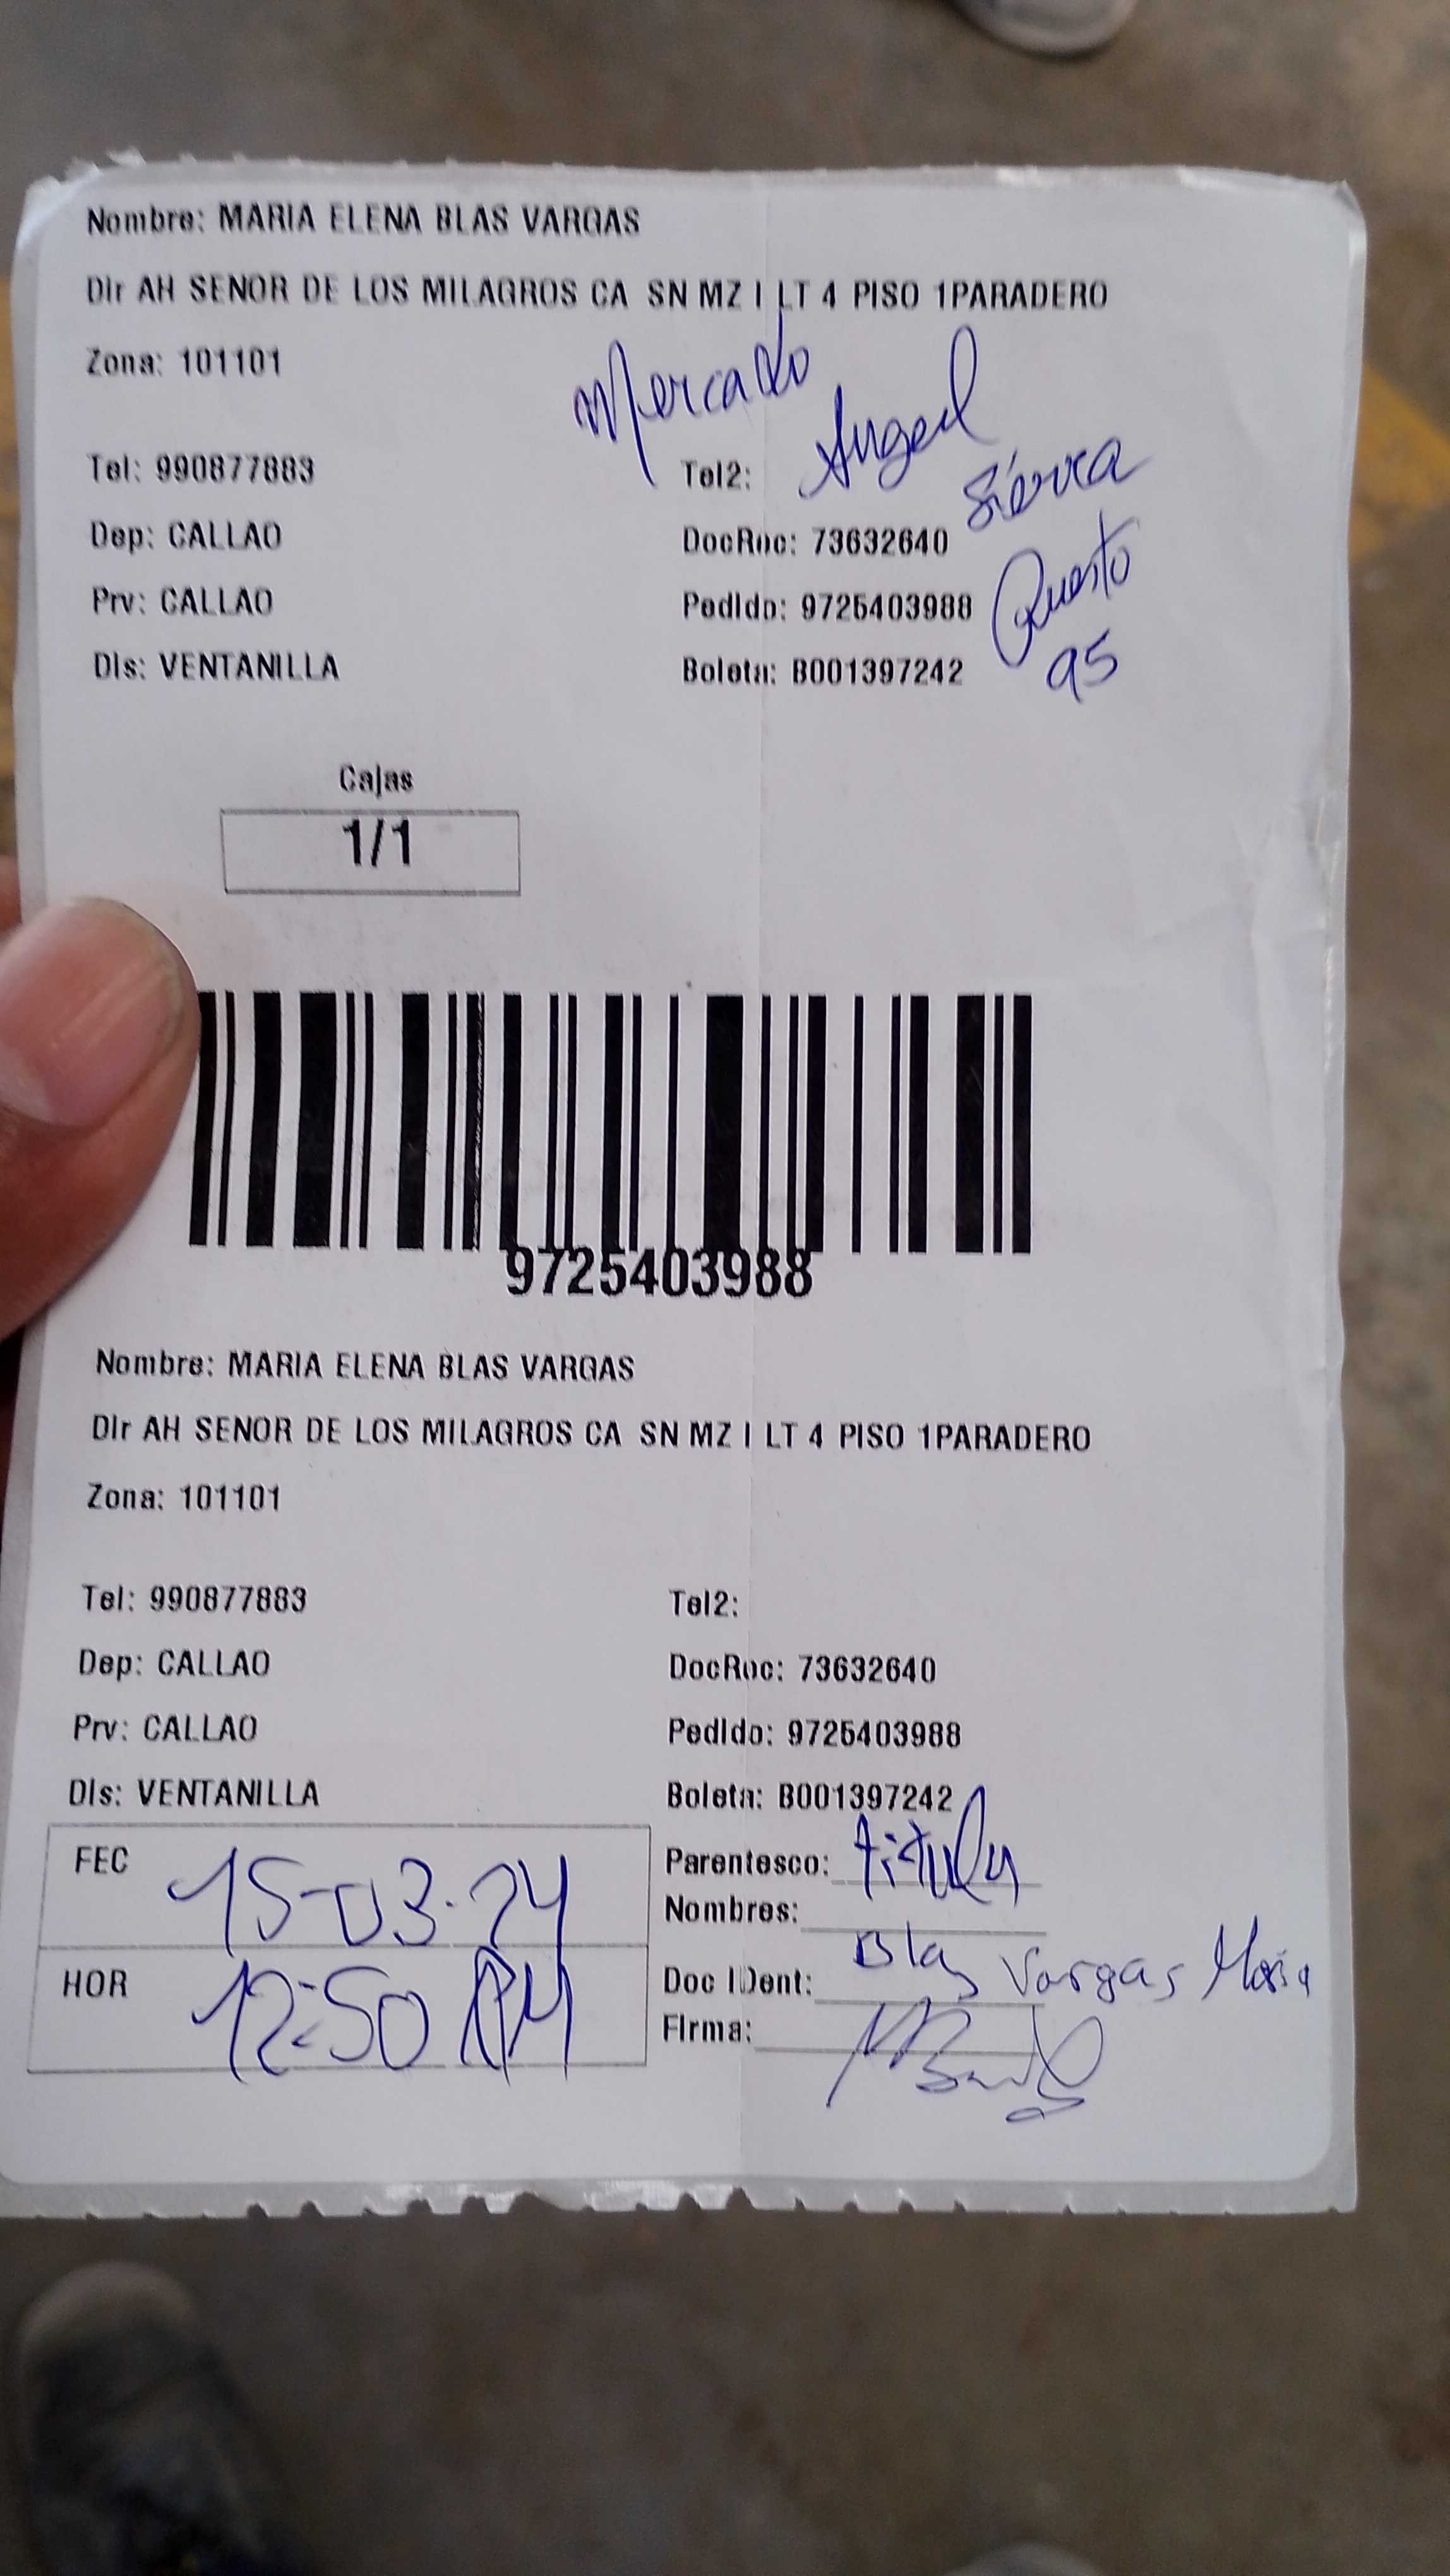 Nombre: MARIA ELENA BLAS VARGAS
Dir AH SENOR DE LOS MILAGROS CA SN MZ I LT 4 PISO 1PARADERO
Zona: 101101
Mercado
Angel
Sierra
Puesto
95
Tel: 990877883 Tel2:
Dep: CALLAO DocRec: 73632640
Prv: CALLAO Pedido: 9725403988
Dis: VENTANILLA Boleta: B001397242
Cajas
1/1
9725403988
Nombre: MARIA ELENA BLAS VARGAS
Dir AH SENOR DE LOS MILAGROS CA SN MZ I LT 4 PISO 1PARADERO
Zona: 101101
Tel: 990877883 Tel2:
Dep: CALLAO DocRec: 73632640
Prv: CALLAO Pedido: 9725403988
Dis: VENTANILLA Boleta: B001397242
FEC 15-03-24 Parentesco: titular
Nombres: Blas Vargas Maria
HOR 12:50 PM Doc IDent:
Firma: